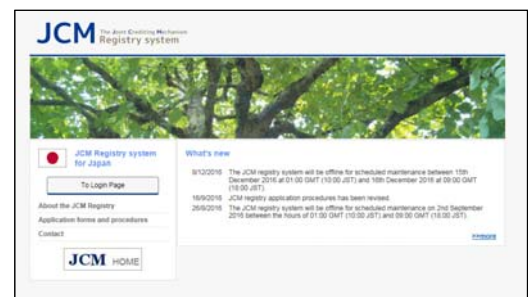 JCM The Joint Crediting Mechanism
Registry system
JCM Registry system
for Japan
To Login Page
About the JCM Registry
Application forms and procedures
Contact
JCM HOME
What's new
9/12/2016 The JCM registry system will be offline for scheduled maintenance between 15th
December 2016 at 01:00 GMT (10:00 JST) and 16th December 2016 at 09:00 GMT
(18:00 JST).
16/9/2016 JCM registry application procedures has been revised.
26/8/2016 The JCM registry system will be offline for scheduled maintenance on 2nd September
2016 between the hours of 01:00 GMT (10:00 JST) and 09:00 GMT (18:00 JST).
>>more